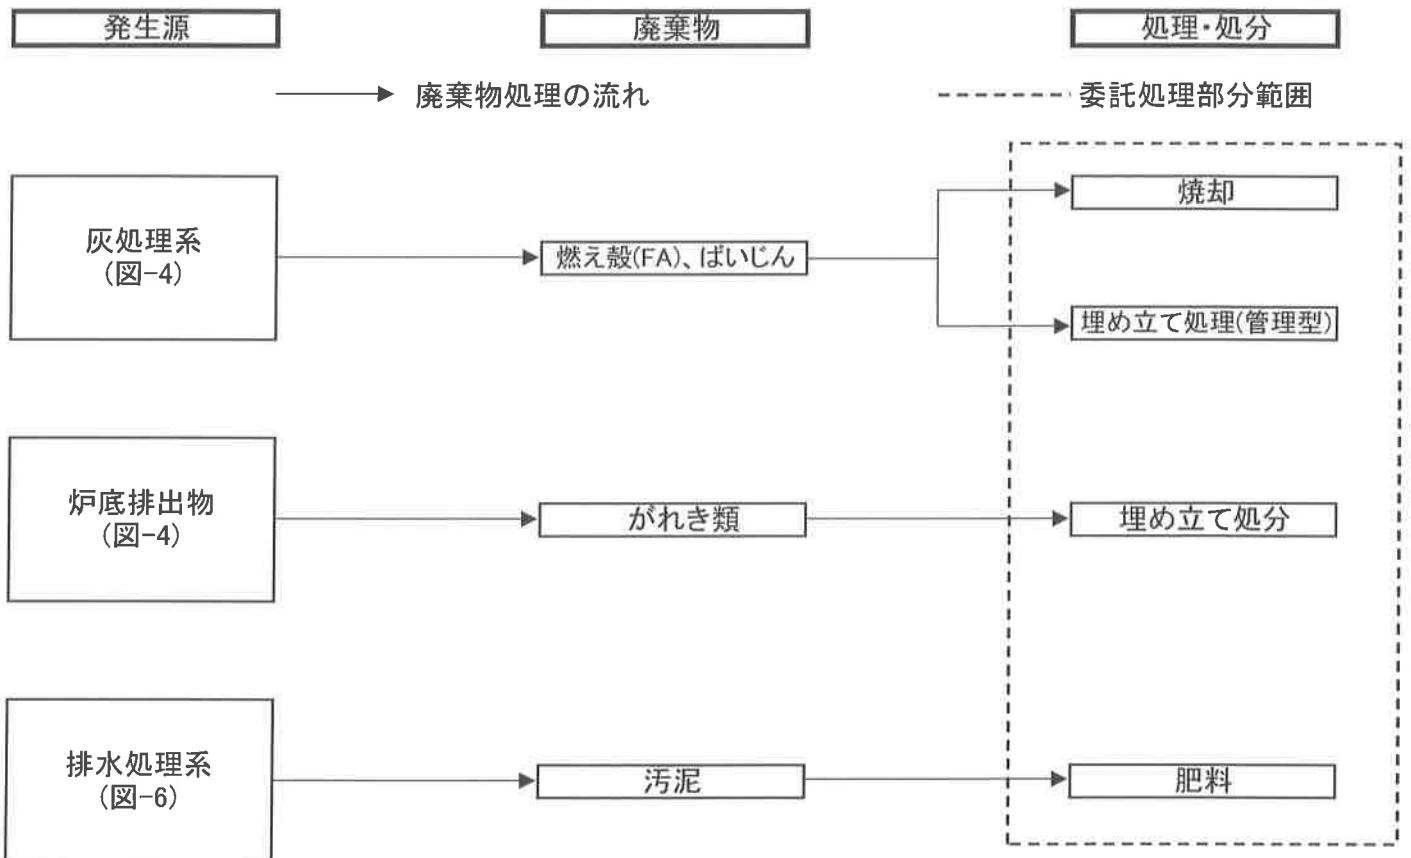 発生源
廃棄物
処理・処分
廃棄物処理の流れ
委託処理部分範囲
灰処理系
(図-4)
燃え殻(FA)、ばいじん
焼却
埋め立て処理(管理型)
炉底排出物
(図-4)
がれき類
埋め立て処分
排水処理系
(図-6)
汚泥
肥料